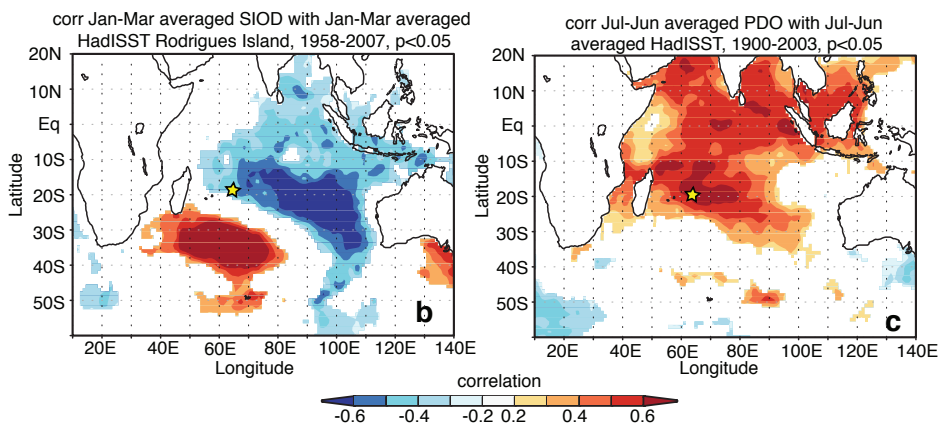 corr Jan-Mar averaged SIOD with Jan-Mar averaged
HadISST Rodrigues Island, 1958-2007, p<0.05
corr Jul-Jun averaged PDO with Jul-Jun
averaged HadISST, 1900-2003, p<0.05
20N
10N
Eq
10S
20S
30S
40S
50S
Latitude
b
20E 40E 60E 80E 100E 120E 140E
Longitude
20N
10N
Eq
10S
20S
30S
40S
50S
Latitude
c
20E 40E 60E 80E 100E 120E 140E
Longitude
correlation
-0.6 -0.4 -0.2 0.2 0.4 0.6